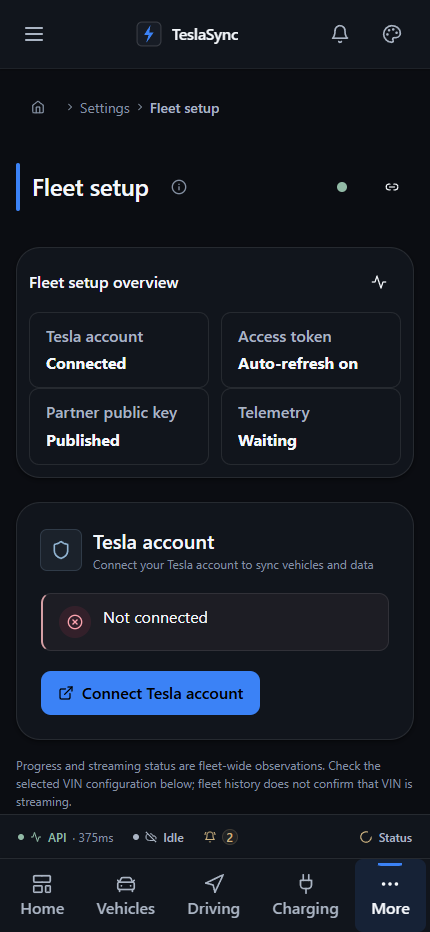 TeslaSync
Settings
Fleet setup
Fleet setup
Fleet setup overview
Tesla account
Connected
Access token
Auto-refresh on
Partner public key
Published
Telemetry
Waiting
Tesla account
Connect your Tesla account to sync vehicles and data
Not connected
Connect Tesla account
Progress and streaming status are fleet-wide observations. Check the
selected VIN configuration below; fleet history does not confirm that VIN is
streaming.
API · 375ms
Idle
2
Status
Home
Vehicles
Driving
Charging
More